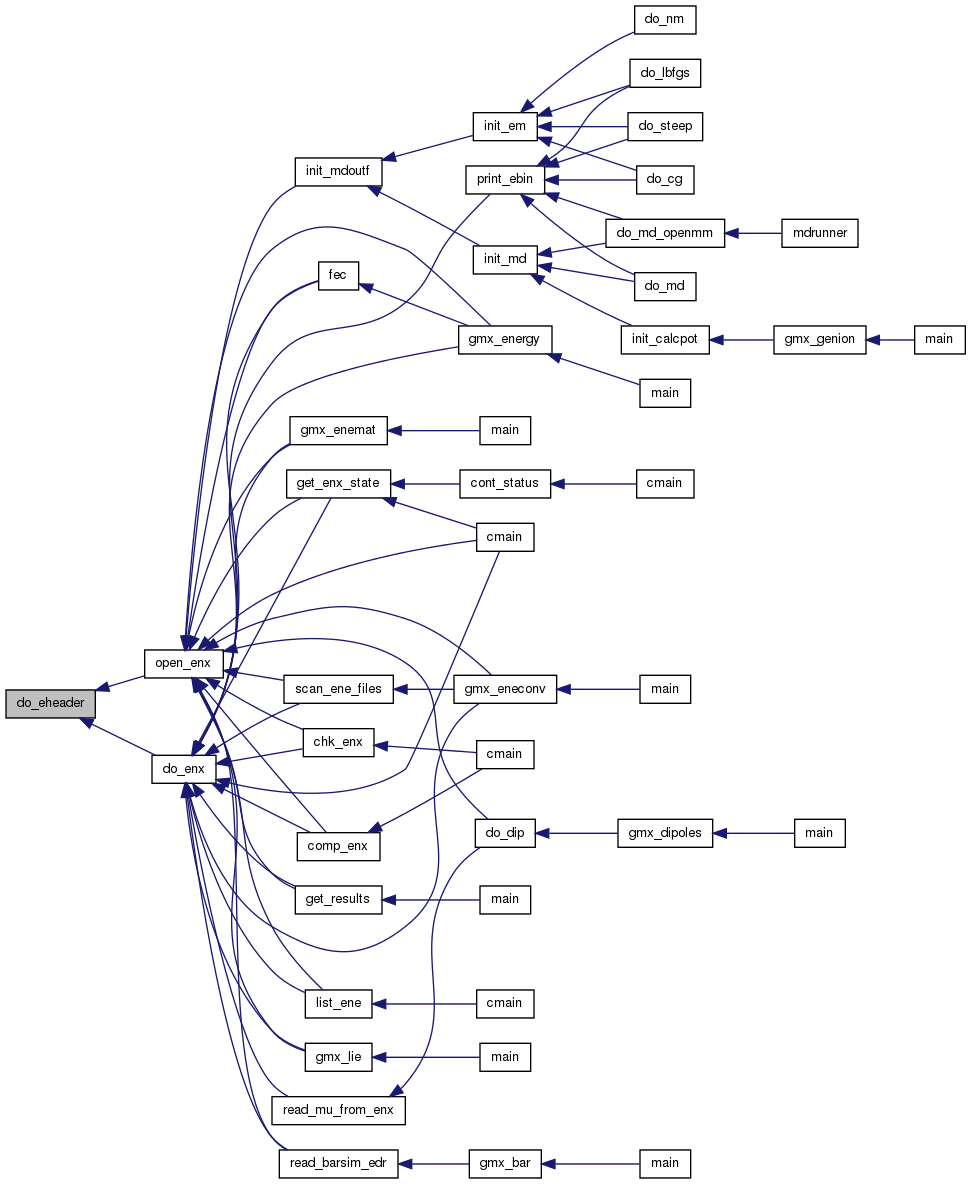 do_nm
do_lbfgs
init_em
do_steep
init_mdoutf
print_ebin
do_cg
do_md_openmm
mdrunner
init_md
fec
do_md
gmx_energy
init_calcpot
gmx_genion
main
main
gmx_enemat
main
get_enx_state
cont_status
cmain
cmain
open_enx
do_eheader
scan_ene_files
gmx_eneconv
main
chk_enx
cmain
do_enx
comp_enx
do_dip
gmx_dipoles
main
get_results
main
list_ene
cmain
gmx_lie
main
read_mu_from_enx
read_barsim_edr
gmx_bar
main